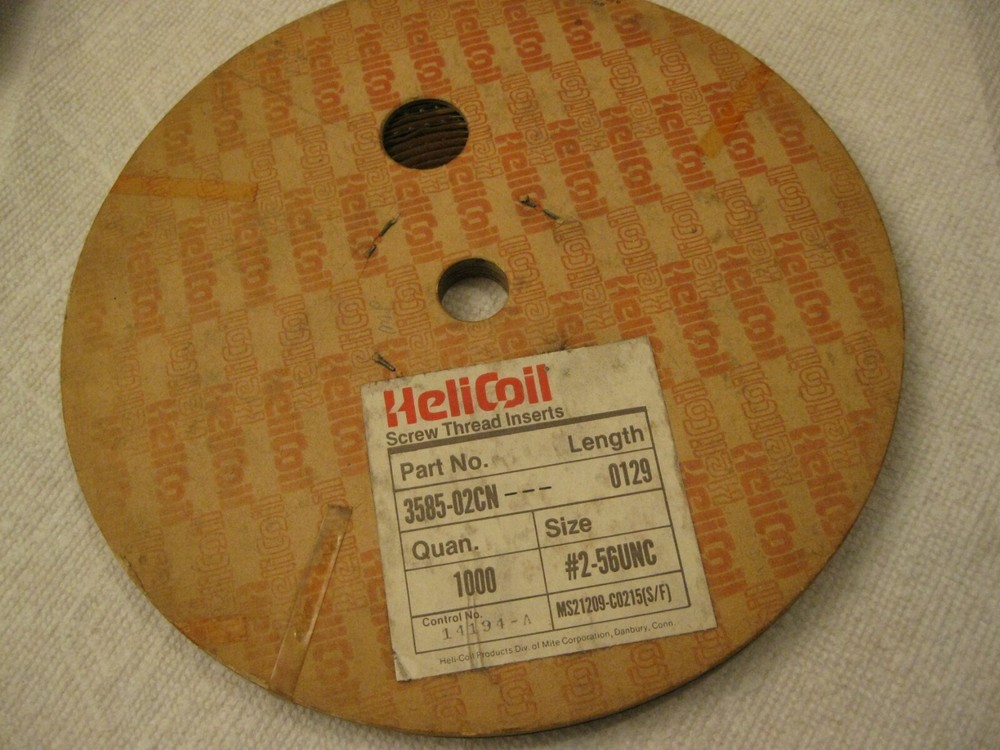 HeliCoil
Screw Thread Inserts
Part No. Length
3585-02CN --- 0129
Quan. Size
1000 #2-56UNC
Control No. MS21209-C0215(S/F)
14194-A
Heli-Coil Products Div. of Mite Corporation, Danbury, Conn.